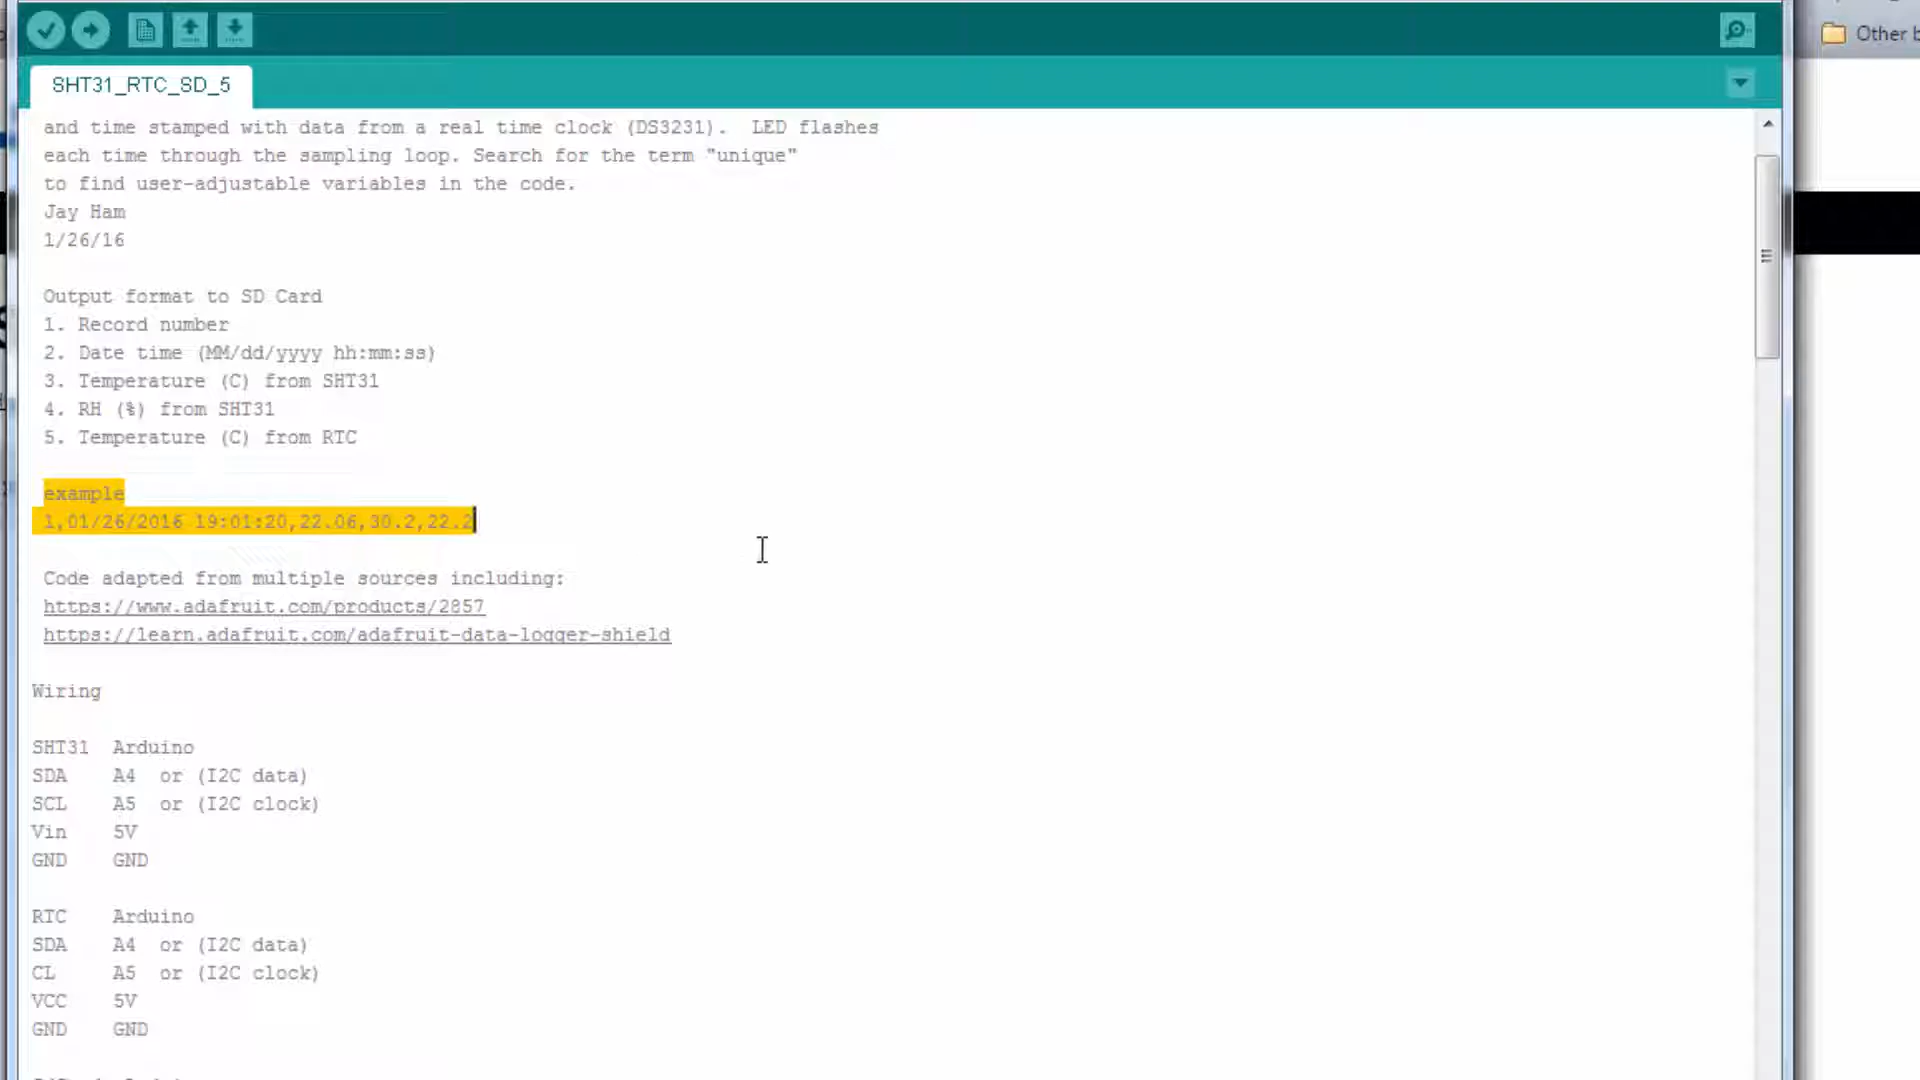 Other
SHT31_RTC_SD_5
and time stamped with data from a real time clock (DS3231).  LED flashes
each time through the sampling loop. Search for the term "unique"
to find user-adjustable variables in the code.
Jay Ham
1/26/16
Output format to SD Card
1. Record number
2. Date time (MM/dd/yyyy hh:mm:ss)
3. Temperature (C) from SHT31
4. RH (%) from SHT31
5. Temperature (C) from RTC
example
1,01/26/2016 19:01:20,22.06,30.2,22.2
Code adapted from multiple sources including:
https://www.adafruit.com/products/2857
https://learn.adafruit.com/adafruit-data-logger-shield
Wiring
SHT31  Arduino
SDA    A4  or (I2C data)
SCL    A5  or (I2C clock)
Vin    5V
GND    GND
RTC    Arduino
SDA    A4  or (I2C data)
CL     A5  or (I2C clock)
VCC    5V
GND    GND